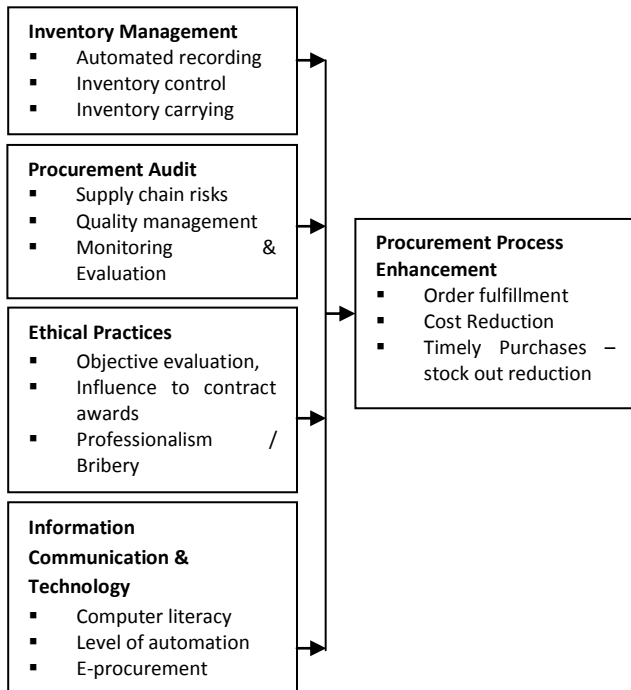 Inventory Management
▪ Automated recording
▪ Inventory control
▪ Inventory carrying
Procurement Audit
▪ Supply chain risks
▪ Quality management
▪ Monitoring &
Evaluation
Ethical Practices
▪ Objective evaluation,
▪ Influence to contract
awards
▪ Professionalism /
Bribery
Information
Communication &
Technology
▪ Computer literacy
▪ Level of automation
▪ E-procurement
Procurement Process
Enhancement
▪ Order fulfillment
▪ Cost Reduction
▪ Timely Purchases –
stock out reduction